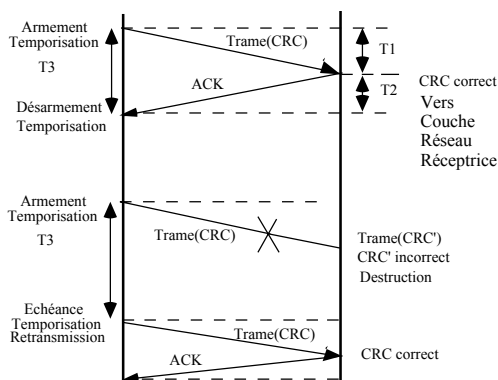 Armement
Temporisation
T3
Trame(CRC)
T1
ACK
T2
CRC correct
Vers
Couche
Réseau
Réceptrice
Désarmement
Temporisation
Armement
Temporisation
T3
Trame(CRC)
Trame(CRC')
CRC' incorrect
Destruction
Echéance
Temporisation
Retransmission
Trame(CRC)
ACK
CRC correct